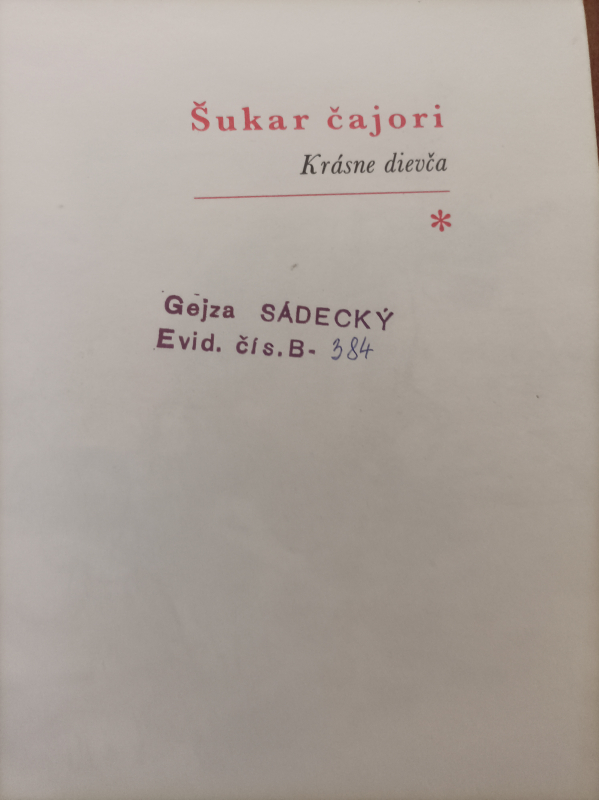 Šukar čajori
Krásne dievča
*
Gejza SÁDECKÝ
Evid. čís. B- 384